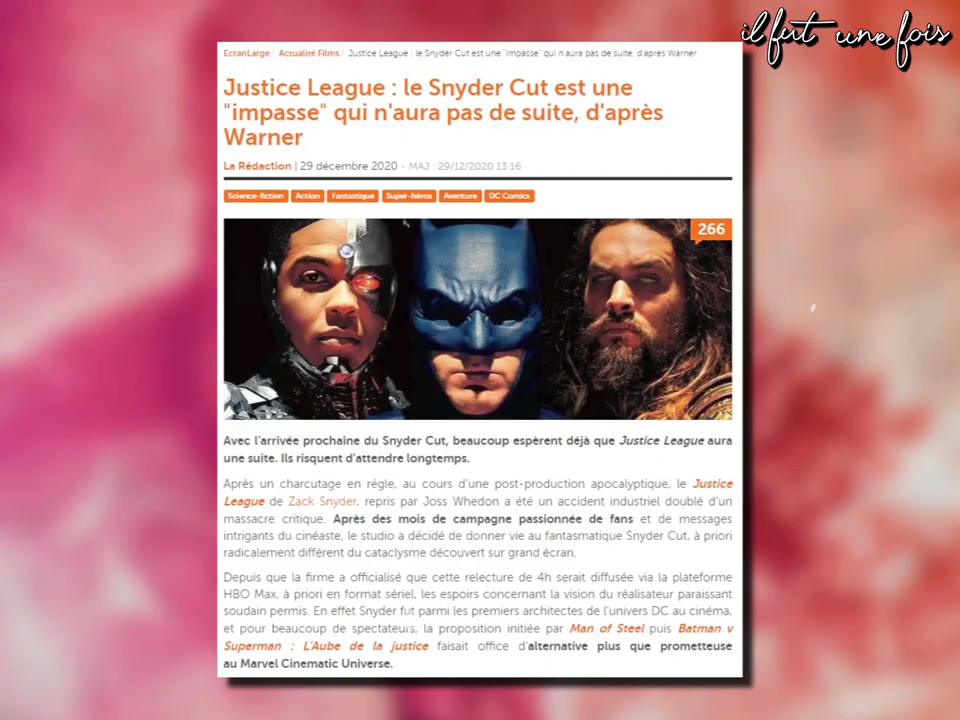 il fut une fois
EcranLarge / Actualité Films / Justice League : le Snyder Cut est une "impasse" qui n'aura pas de suite, d'après Warner
Justice League : le Snyder Cut est une
"impasse" qui n'aura pas de suite, d'après
Warner
La Rédaction | 29 décembre 2020 - MAJ : 29/12/2020 13:16
Science-fiction Action Fantastique Super-héros Aventure DC Comics
266
Avec l'arrivée prochaine du Snyder Cut, beaucoup espèrent déjà que Justice League aura
une suite. Ils risquent d'attendre longtemps.
Après un charcutage en régle, au cours d'une post-production apocalyptique, le Justice
League de Zack Snyder, repris par Joss Whedon a été un accident industriel doublé d'un
massacre critique. Après des mois de campagne passionnée de fans et de messages
intrigants du cinéaste, le studio a décidé de donner vie au fantasmatique Snyder Cut, à priori
radicalement différent du cataclysme découvert sur grand écran.
Depuis que la firme a officialisé que cette relecture de 4h serait diffusée via la plateforme
HBO Max, à priori en format sériel, les espoirs concernant la vision du réalisateur paraissant
soudain permis. En effet Snyder fut parmi les premiers architectes de l'univers DC au cinéma,
et pour beaucoup de spectateurs, la proposition initiée par Man of Steel puis Batman v
Superman : L'Aube de la justice faisait office d'alternative plus que prometteuse
au Marvel Cinematic Universe.